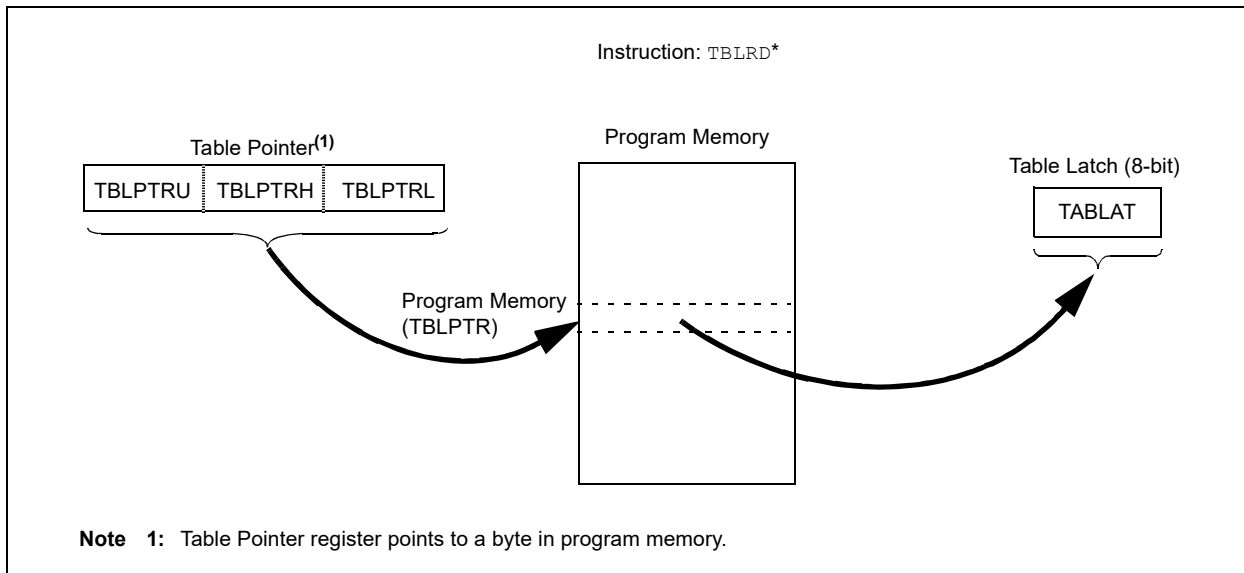 Instruction: TBLRD*
Table Pointer(1)
TBLPTRU TBLPTRH TBLPTRL
Program Memory
Table Latch (8-bit)
TABLAT
Program Memory
(TBLPTR)
Note 1: Table Pointer register points to a byte in program memory.